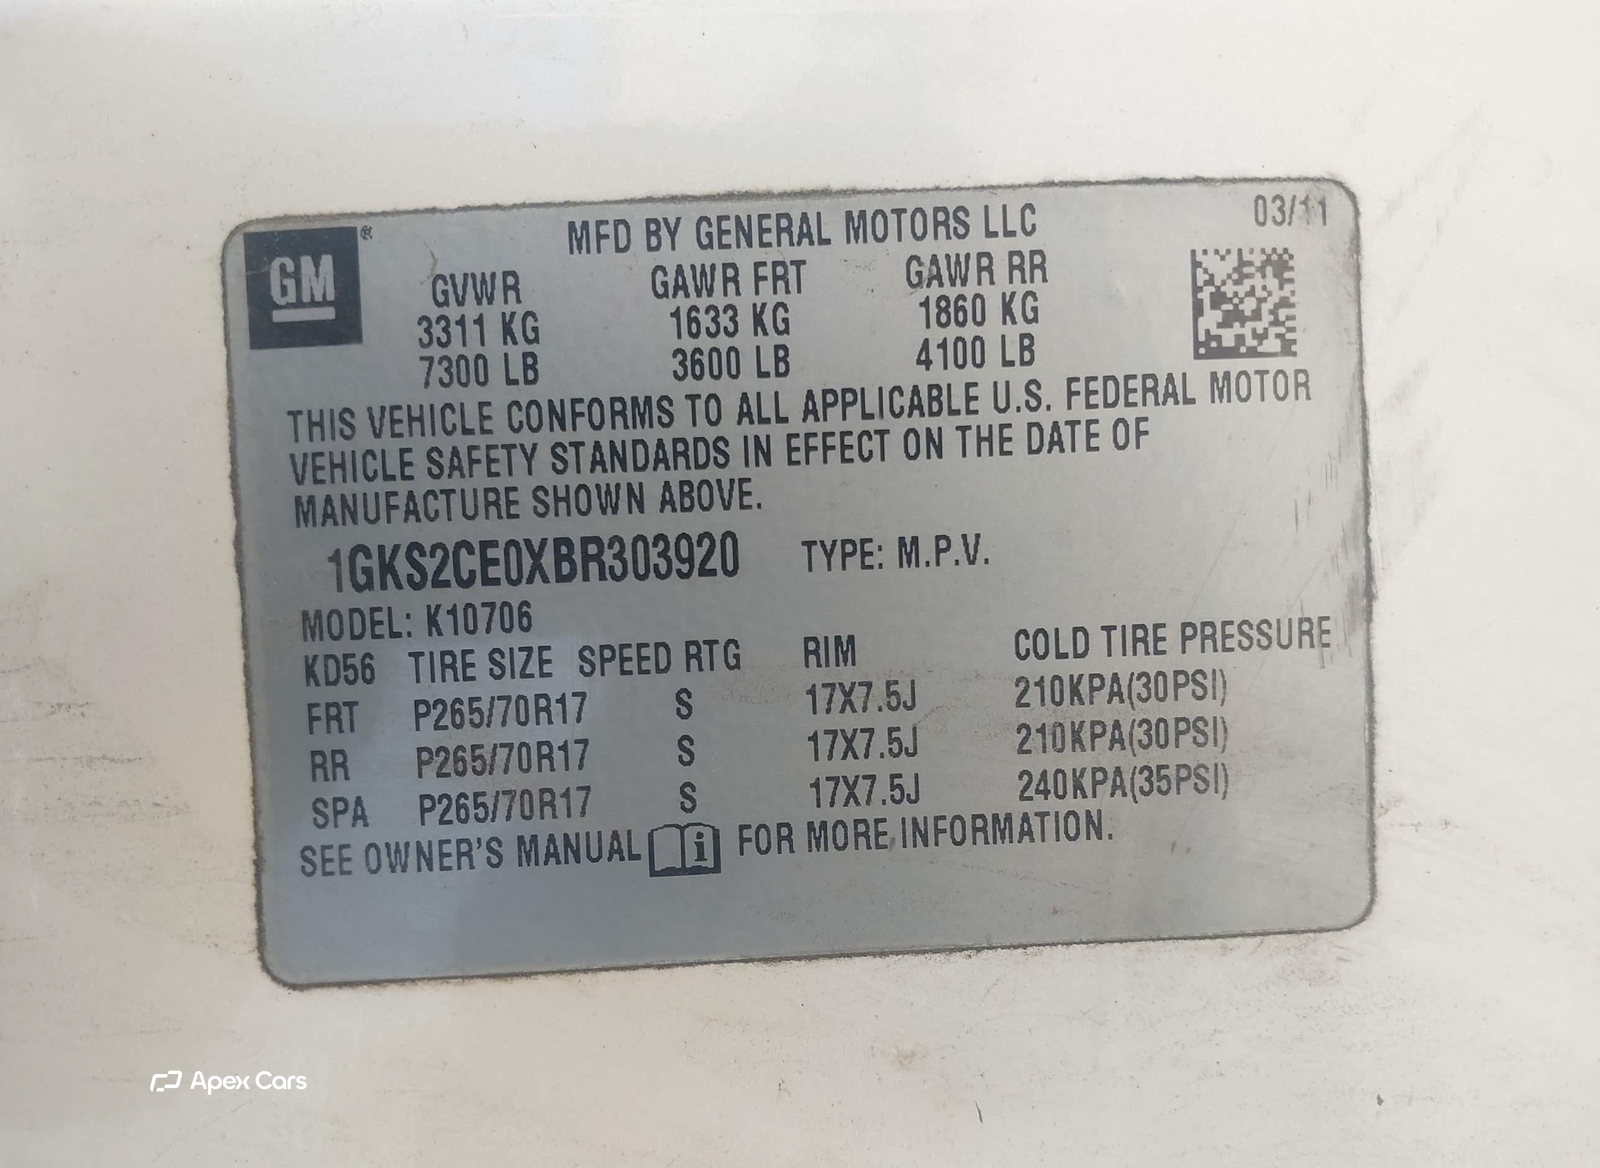 MFD BY GENERAL MOTORS LLC 03/11
GM®
GVWR GAWR FRT GAWR RR
3311 KG 1633 KG 1860 KG
7300 LB 3600 LB 4100 LB
THIS VEHICLE CONFORMS TO ALL APPLICABLE U.S. FEDERAL MOTOR
VEHICLE SAFETY STANDARDS IN EFFECT ON THE DATE OF
MANUFACTURE SHOWN ABOVE.
1GKS2CE0XBR303920 TYPE: M.P.V.
MODEL: K10706
KD56 TIRE SIZE SPEED RTG RIM COLD TIRE PRESSURE
FRT P265/70R17 S 17X7.5J 210KPA(30PSI)
RR P265/70R17 S 17X7.5J 210KPA(30PSI)
SPA P265/70R17 S 17X7.5J 240KPA(35PSI)
SEE OWNER'S MANUAL i FOR MORE INFORMATION.
Apex Cars